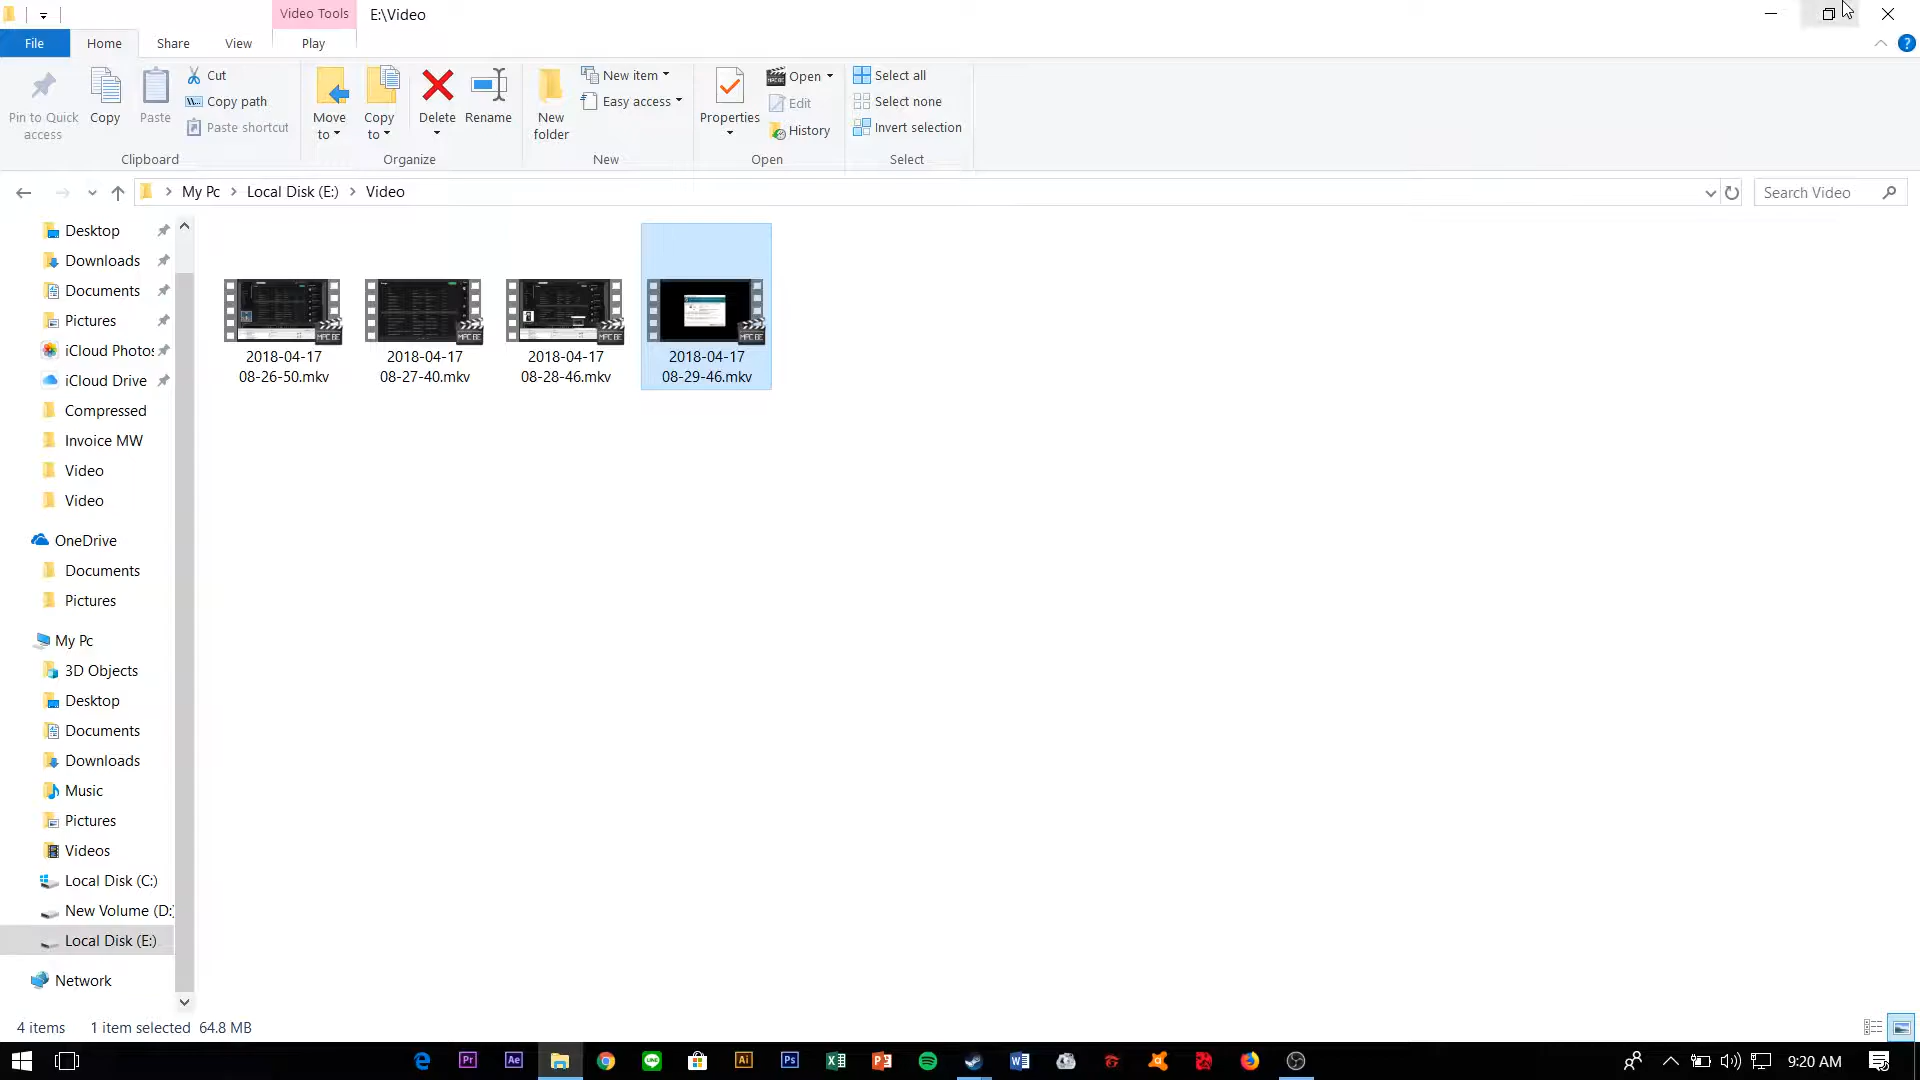 Video Tools
E:\Video
File
Home
Share
View
Play
Pin to Quick
access
Copy
Paste
Cut
Copy path
Paste shortcut
Clipboard
Move
to
Copy
to
Delete
Rename
Organize
New
folder
New item
Easy access
New
Properties
Open
Edit
History
Open
Select all
Select none
Invert selection
Select
My Pc
Local Disk (E:)
Video
Search Video
Desktop
Downloads
Documents
Pictures
iCloud Photos
iCloud Drive
Compressed
Invoice MW
Video
Video
OneDrive
Documents
Pictures
My Pc
3D Objects
Desktop
Documents
Downloads
Music
Pictures
Videos
Local Disk (C:)
New Volume (D:)
Local Disk (E:)
Network
2018-04-17
08-26-50.mkv
2018-04-17
08-27-40.mkv
2018-04-17
08-28-46.mkv
2018-04-17
08-29-46.mkv
4 items
1 item selected 64.8 MB
Pr
Ae
Ai
Ps
9:20 AM